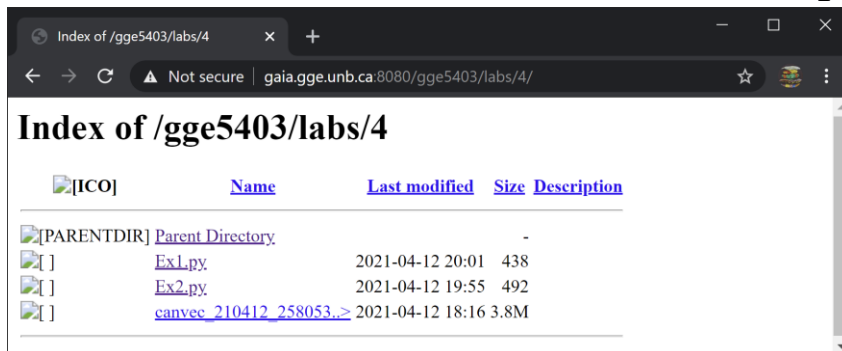 Index of /gge5403/labs/4
Not secure gaia.gge.unb.ca:8080/gge5403/labs/4/
Index of /gge5403/labs/4
[ICO] Name Last modified Size Description
[PARENTDIR] Parent Directory -
[ ] Ex1.py 2021-04-12 20:01 438
[ ] Ex2.py 2021-04-12 19:55 492
[ ] canvec_210412_258053..> 2021-04-12 18:16 3.8M